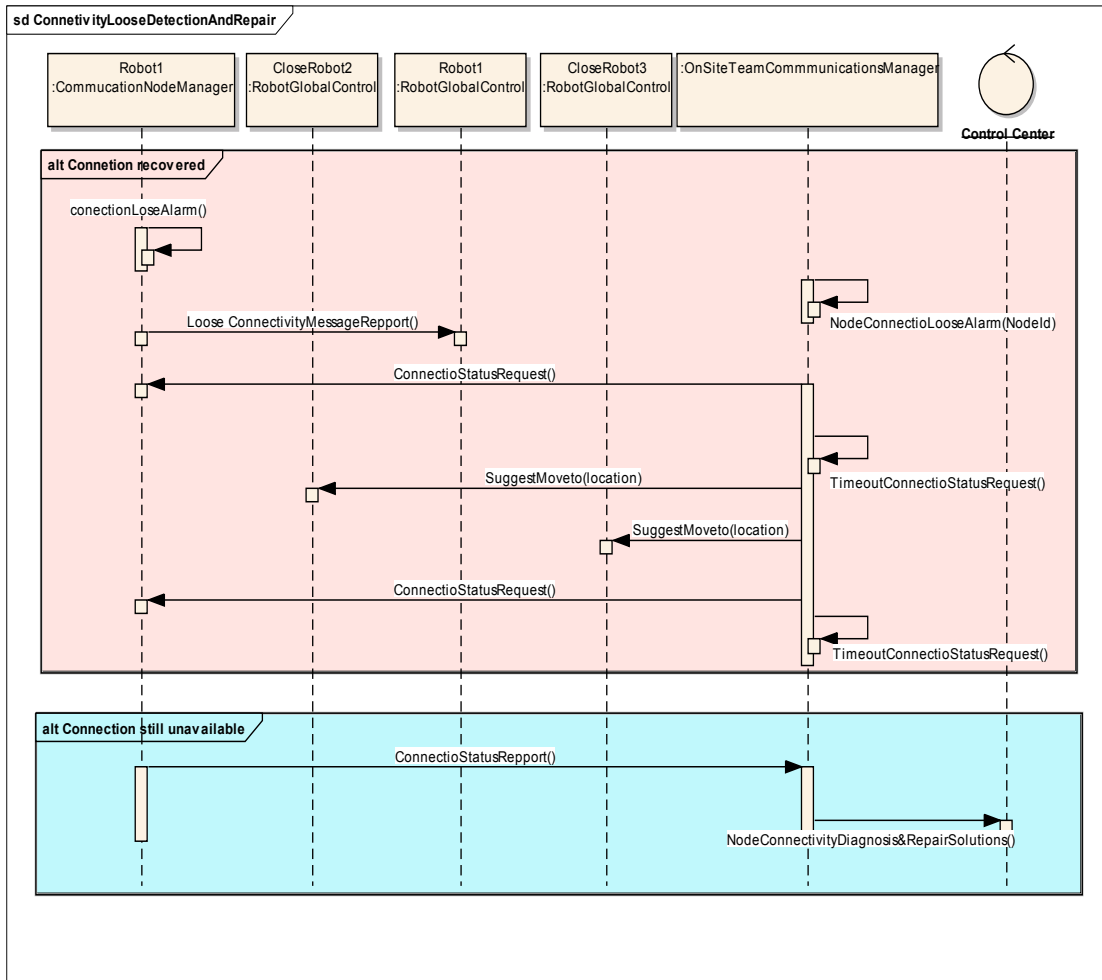 sd ConnetivityLooseDetectionAndRepair
Robot1
:CommucationNodeManager
CloseRobot2
:RobotGlobalControl
Robot1
:RobotGlobalControl
CloseRobot3
:RobotGlobalControl
:OnSiteTeamCommmunicationsManager
Control Center
alt Connetion recovered
conectionLoseAlarm()
NodeConnectioLooseAlarm(NodeId)
Loose ConnectivityMessageRepport()
ConnectioStatusRequest()
TimeoutConnectioStatusRequest()
SuggestMoveto(location)
SuggestMoveto(location)
ConnectioStatusRequest()
TimeoutConnectioStatusRequest()
alt Connection still unavailable
ConnectioStatusRepport()
NodeConnectivityDiagnosis&RepairSolutions()